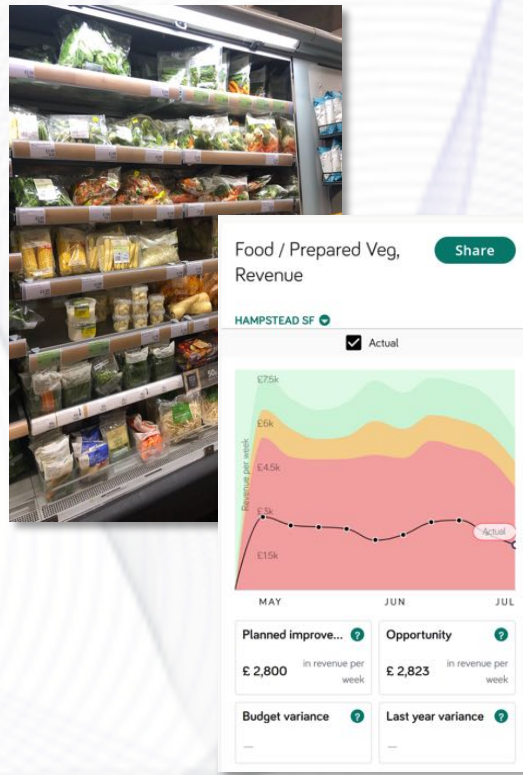 Food / Prepared Veg,
Revenue
Share
HAMPSTEAD SF
Actual
£7.5k
£6k
£4.5k
£3k
£1.5k
Revenue per week
Actual
MAY JUN JUL
Planned improve... ?
£ 2,800 in revenue per
week
Opportunity ?
£ 2,823 in revenue per
week
Budget variance ?
—
Last year variance ?
—